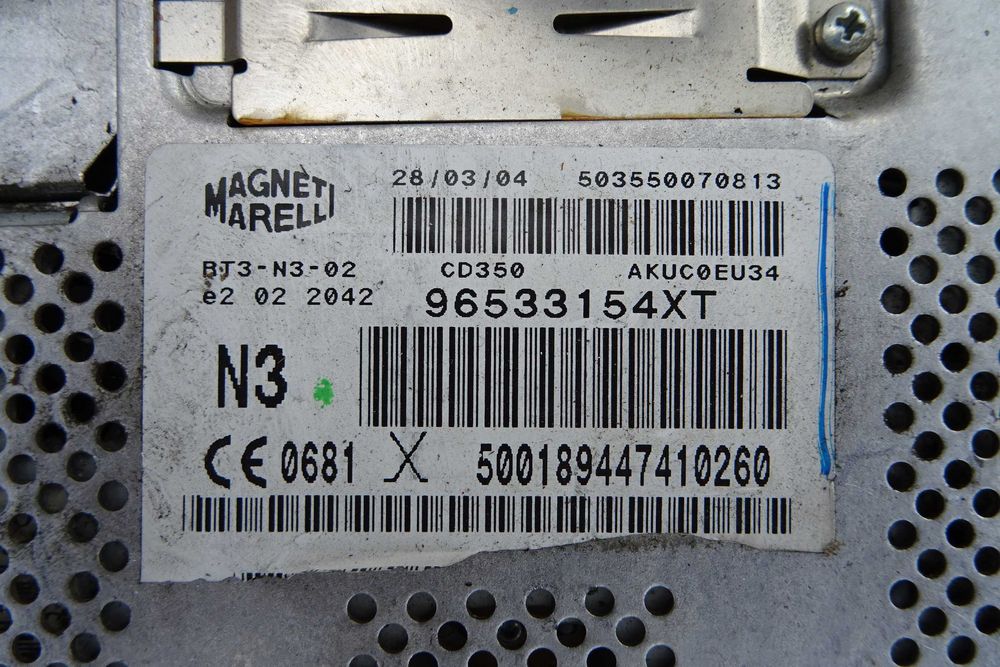 MAGNETI
MARELLI
28/03/04 503550070813
BT3-N3-02 CD350 AKUC0EU34
e2 02 2042 96533154XT
N3
CE 0681 X 500189447410260